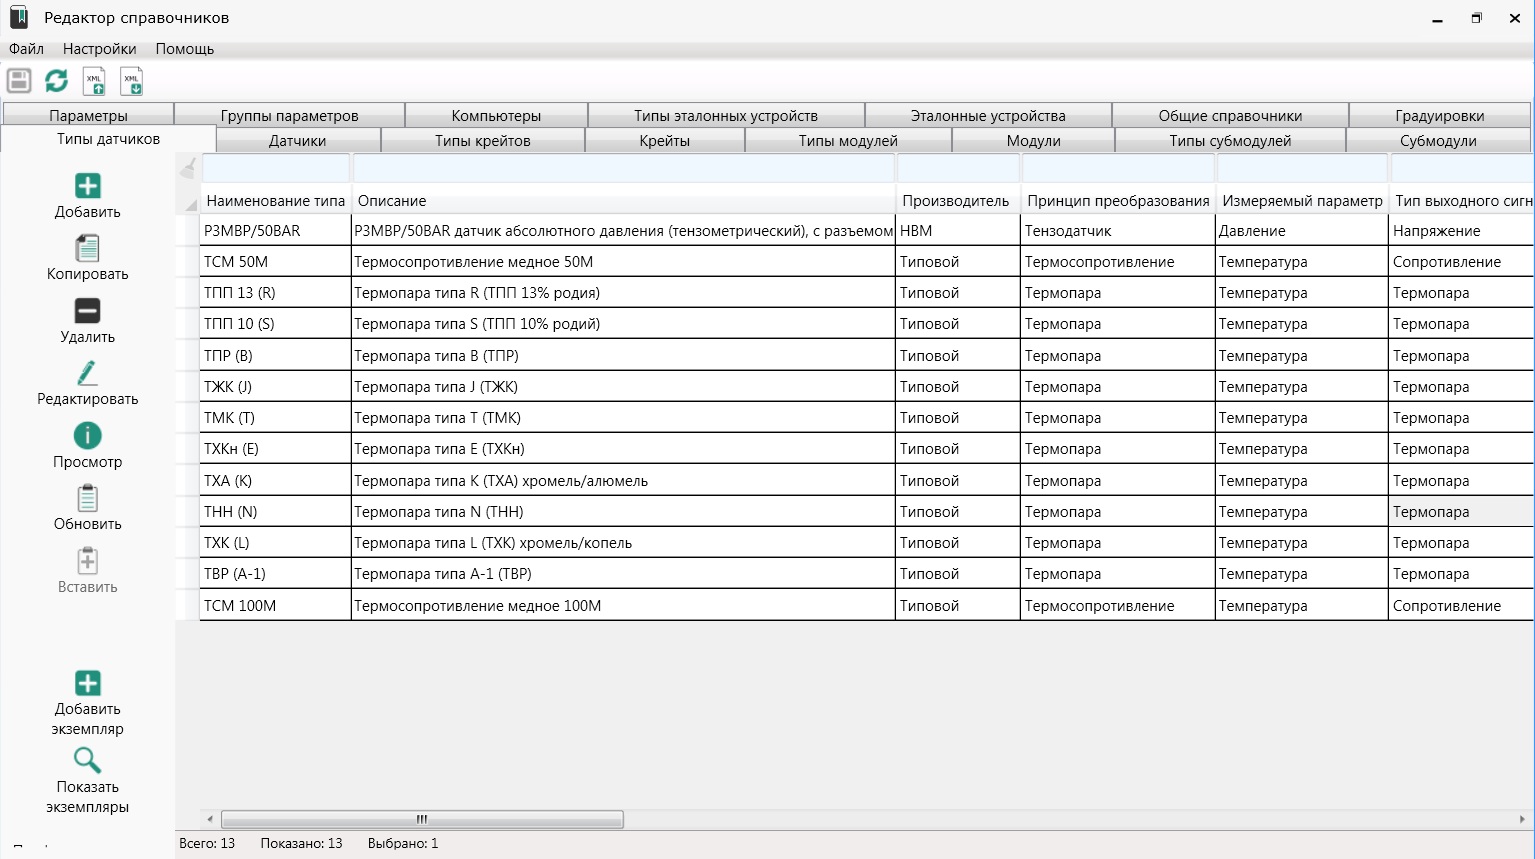 Редактор справочников
Файл Настройки Помощь
XML XML
Параметры Группы параметров Компьютеры Типы эталонных устройств Эталонные устройства Общие справочники Градуировки
Типы датчиков Датчики Типы крейтов Крейты Типы модулей Модули Типы субмодулей Субмодули
Добавить
Копировать
Удалить
Редактировать
Просмотр
Обновить
Вставить
Добавить
экземпляр
Показать
экземпляры
Наименование типа Описание Производитель Принцип преобразования Измеряемый параметр Тип выходного сигн
P3MBP/50BAR P3MBP/50BAR датчик абсолютного давления (тензометрический), с разъемом HBM Тензодатчик Давление Напряжение
ТСМ 50М Термосопротивление медное 50М Типовой Термосопротивление Температура Сопротивление
ТПП 13 (R) Термопара типа R (ТПП 13% родия) Типовой Термопара Температура Термопара
ТПП 10 (S) Термопара типа S (ТПП 10% родий) Типовой Термопара Температура Термопара
ТПР (B) Термопара типа B (ТПР) Типовой Термопара Температура Термопара
ТЖК (J) Термопара типа J (ТЖК) Типовой Термопара Температура Термопара
ТМК (T) Термопара типа T (ТМК) Типовой Термопара Температура Термопара
ТХКн (E) Термопара типа E (ТХКн) Типовой Термопара Температура Термопара
ТХА (K) Термопара типа K (ТХА) хромель/алюмель Типовой Термопара Температура Термопара
ТНН (N) Термопара типа N (ТНН) Типовой Термопара Температура Термопара
ТХК (L) Термопара типа L (ТХК) хромель/копель Типовой Термопара Температура Термопара
ТВР (A-1) Термопара типа A-1 (ТВР) Типовой Термопара Температура Термопара
ТСМ 100М Термосопротивление медное 100М Типовой Термосопротивление Температура Сопротивление
Всего: 13 Показано: 13 Выбрано: 1